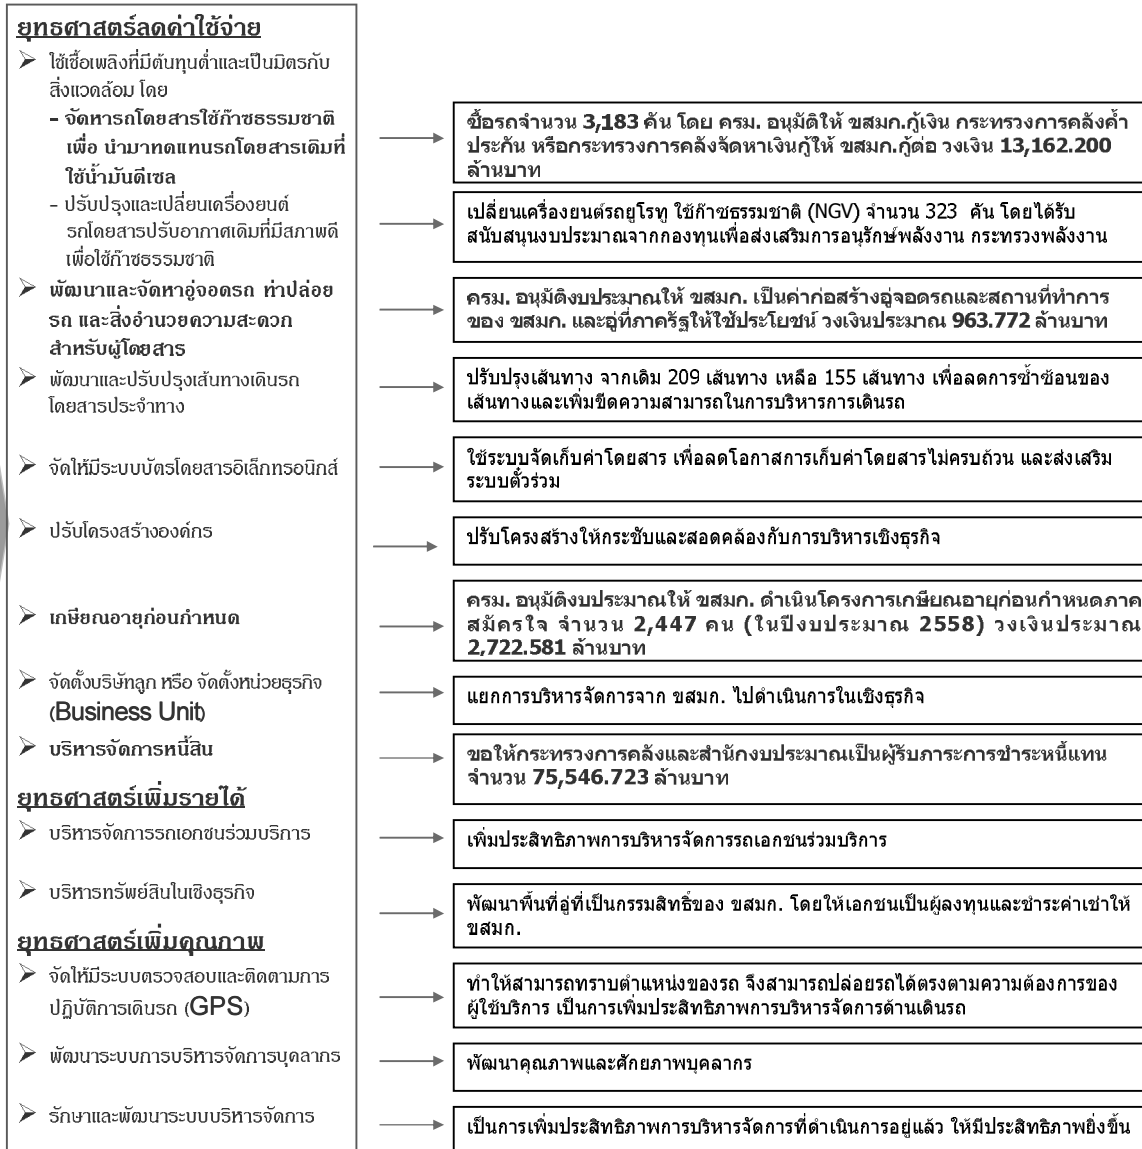 ยุทธศาสตร์ลดค่าใช้จ่าย
➢ ใช้เชื้อเพลิงที่มีต้นทุนต่ำและเป็นมิตรกับ
สิ่งแวดล้อม โดย
- จัดหารถโดยสารใช้ก๊าซธรรมชาติ
เพื่อ นำมาทดแทนรถโดยสารเดิมที่
ใช้น้ำมันดีเซล
- ปรับปรุงและเปลี่ยนเครื่องยนต์
รถโดยสารปรับอากาศเดิมที่มีสภาพดี
เพื่อใช้ก๊าซธรรมชาติ
➢ พัฒนาและจัดหาอู่จอดรถ ท่าปล่อย
รถ และสิ่งอำนวยความสะดวก
สำหรับผู้โดยสาร
➢ พัฒนาและปรับปรุงเส้นทางเดินรถ
โดยสารประจำทาง
➢ จัดให้มีระบบบัตรโดยสารอิเล็กทรอนิกส์
➢ ปรับโครงสร้างองค์กร
➢ เกษียณอายุก่อนกำหนด
➢ จัดตั้งบริษัทลูก หรือ จัดตั้งหน่วยธุรกิจ
(Business Unit)
➢ บริหารจัดการหนี้สิน
ยุทธศาสตร์เพิ่มรายได้
➢ บริหารจัดการรถเอกชนร่วมบริการ
➢ บริหารทรัพย์สินในเชิงธุรกิจ
ยุทธศาสตร์เพิ่มคุณภาพ
➢ จัดให้มีระบบตรวจสอบและติดตามการ
ปฏิบัติการเดินรถ (GPS)
➢ พัฒนาระบบการบริหารจัดการบุคลากร
➢ รักษาและพัฒนาระบบบริหารจัดการ
ซื้อรถจำนวน 3,183 คัน โดย ครม. อนุมัติให้ ขสมก.กู้เงิน กระทรวงการคลังค้ำ
ประกัน หรือกระทรวงการคลังจัดหาเงินกู้ให้ ขสมก.กู้ต่อ วงเงิน 13,162.200
ล้านบาท
เปลี่ยนเครื่องยนต์รถยูโรทู ใช้ก๊าซธรรมชาติ (NGV) จำนวน 323 คัน โดยได้รับ
สนับสนุนงบประมาณจากกองทุนเพื่อส่งเสริมการอนุรักษ์พลังงาน กระทรวงพลังงาน
ครม. อนุมัติงบประมาณให้ ขสมก. เป็นค่าก่อสร้างอู่จอดรถและสถานที่ทำการ
ของ ขสมก. และอู่ที่ภาครัฐให้ใช้ประโยชน์ วงเงินประมาณ 963.772 ล้านบาท
ปรับปรุงเส้นทาง จากเดิม 209 เส้นทาง เหลือ 155 เส้นทาง เพื่อลดการซ้ำซ้อนของ
เส้นทางและเพิ่มขีดความสามารถในการบริหารการเดินรถ
ใช้ระบบจัดเก็บค่าโดยสาร เพื่อลดโอกาสการเก็บค่าโดยสารไม่ครบถ้วน และส่งเสริม
ระบบตั๋วร่วม
ปรับโครงสร้างให้กระชับและสอดคล้องกับการบริหารเชิงธุรกิจ
ครม. อนุมัติงบประมาณให้ ขสมก. ดำเนินโครงการเกษียณอายุก่อนกำหนดภาค
สมัครใจ จำนวน 2,447 คน (ในปีงบประมาณ 2558) วงเงินประมาณ
2,722.581 ล้านบาท
แยกการบริหารจัดการจาก ขสมก. ไปดำเนินการในเชิงธุรกิจ
ขอให้กระทรวงการคลังและสำนักงบประมาณเป็นผู้รับภาระการชำระหนี้แทน
จำนวน 75,546.723 ล้านบาท
เพิ่มประสิทธิภาพการบริหารจัดการรถเอกชนร่วมบริการ
พัฒนาพื้นที่อู่ที่เป็นกรรมสิทธิ์ของ ขสมก. โดยให้เอกชนเป็นผู้ลงทุนและชำระค่าเช่าให้
ขสมก.
ทำให้สามารถทราบตำแหน่งของรถ จึงสามารถปล่อยรถได้ตรงตามความต้องการของ
ผู้ใช้บริการ เป็นการเพิ่มประสิทธิภาพการบริหารจัดการด้านเดินรถ
พัฒนาคุณภาพและศักยภาพบุคลากร
เป็นการเพิ่มประสิทธิภาพการบริหารจัดการที่ดำเนินการอยู่แล้ว ให้มีประสิทธิภาพยิ่งขึ้น